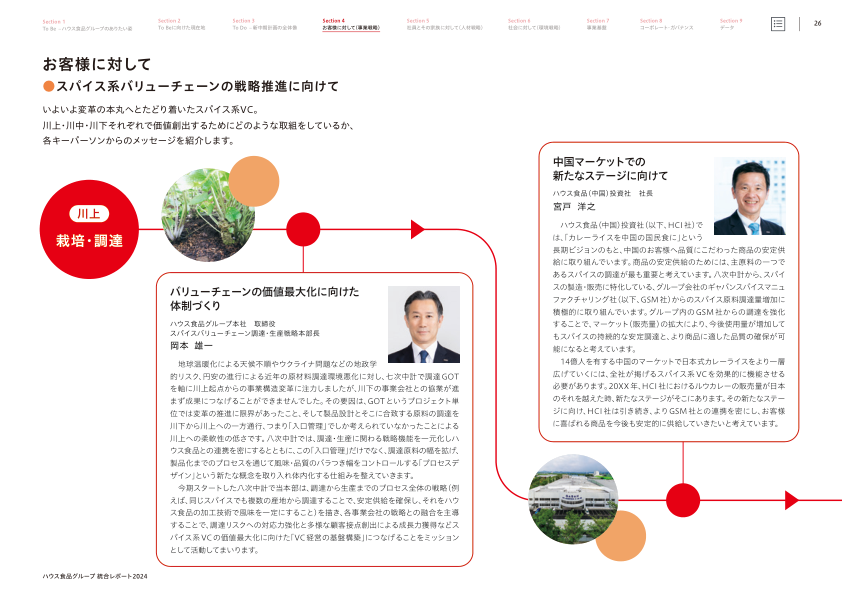 Section 1
To Be -ハウス食品グループのありたい姿
Section 2
To Beに向けた現在地
Section 3
To Do -新中期計画の全体像
Section 4
お客様に対して(事業戦略)
Section 5
社員とその家族に対して(人材戦略)
Section 6
社会に対して(環境戦略)
Section 7
事業基盤
Section 8
コーポレート・ガバナンス
Section 9
データ
26
お客様に対して
スパイス系バリューチェーンの戦略推進に向けて
いよいよ変革の本丸へとたどり着いたスパイス系VC。
川上・川中・川下それぞれで価値創出するためにどのような取組をしているか、
各キーパーソンからのメッセージを紹介します。
川上
栽培・調達
バリューチェーンの価値最大化に向けた
体制づくり
ハウス食品グループ本社 取締役
スパイスバリューチェーン調達・生産戦略本部長
岡本 雄一
地球温暖化による天候不順やウクライナ問題などの地政学
的リスク、円安の進行による近年の原材料調達環境悪化に対し、七次中計で調達GOT
を軸に川上起点からの事業構造変革に注力しましたが、川下の事業会社との協業が進
まず成果につなげることができませんでした。その要因は、GOTというプロジェクト単
位では変革の推進に限界があったこと、そして製品設計とそこに合致する原料の調達を
川下から川上への一方通行、つまり「入口管理」でしか考えられていなかったことによる
川上への柔軟性の低さです。八次中計では、調達・生産に関わる戦略機能を一元化しハ
ウス食品との連携を密にするとともに、この「入口管理」だけでなく、調達原料の幅を拡げ、
製品化までのプロセスを通じて風味・品質のバラつき幅をコントロールする「プロセスデ
ザイン」という新たな概念を取り入れ体内化する仕組みを整えていきます。
今期スタートした八次中計で当本部は、調達から生産までのプロセス全体の戦略(例
えば、同じスパイスでも複数の産地から調達することで、安定供給を確保し、それをハウ
ス食品の加工技術で風味を一定にすること)を描き、各事業会社の戦略との融合を主導
することで、調達リスクへの対応力強化と多様な顧客接点創出による成長力獲得などス
パイス系VCの価値最大化に向けた「VC経営の基盤構築」につなげることをミッション
として活動してまいります。
中国マーケットでの
新たなステージに向けて
ハウス食品(中国)投資社 社長
宮戸 洋之
ハウス食品(中国)投資社(以下、HCI社)で
は、「カレーライスを中国の国民食に」という
長期ビジョンのもと、中国のお客様へ品質にこだわった商品の安定供
給に取り組んでいます。商品の安定供給のためには、主原料の一つで
あるスパイスの調達が最も重要と考えています。八次中計から、スパイ
スの製造・販売に特化している、グループ会社のギャバンスパイスマニュ
ファクチャリング社(以下、GSM社)からのスパイス原料調達量増加に
積極的に取り組んでいます。グループ内のGSM社からの調達を強化
することで、マーケット(販売量)の拡大により、今後使用量が増加して
もスパイスの持続的な安定調達と、より商品に適した品質の確保が可
能になると考えています。
14億人を有する中国のマーケットで日本式カレーライスをより一層
広げていくには、全社が掲げるスパイス系VCを効果的に機能させる
必要があります。20XX年、HCI社におけるルウカレーの販売量が日本
のそれを越えた時、新たなステージがそこにあります。その新たなステー
ジに向け、HCI社は引き続き、よりGSM社との連携を密にし、お客様
に喜ばれる商品を今後も安定的に供給していきたいと考えています。
ハウス食品グループ 統合レポート2024